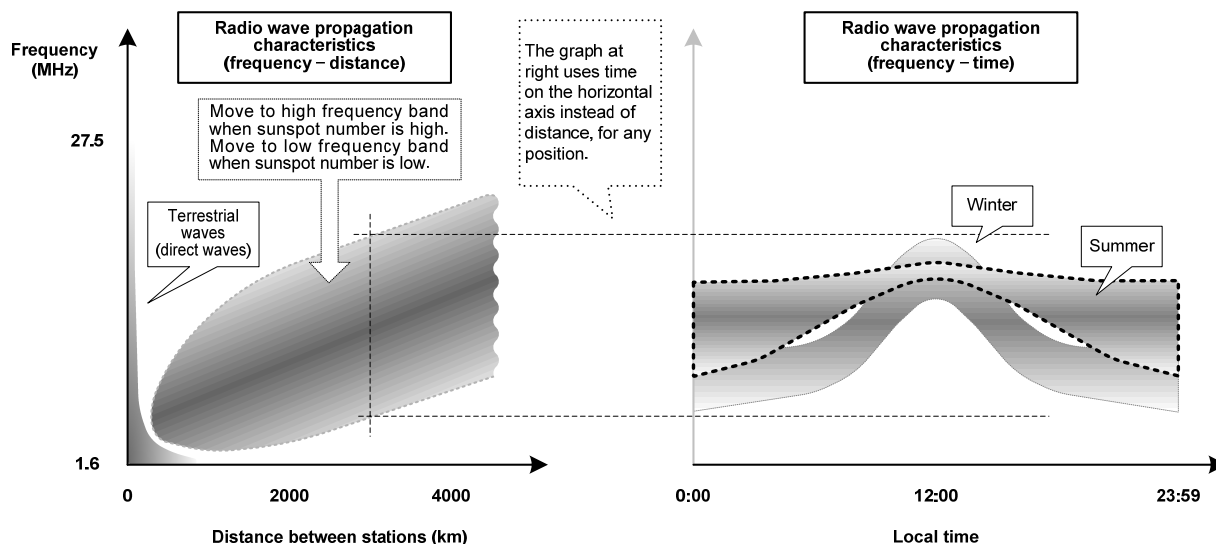 Frequency
(MHz)
27.5
1.6
Radio wave propagation
characteristics
(frequency – distance)
Move to high frequency band
when sunspot number is high.
Move to low frequency band
when sunspot number is low.
Terrestrial
waves
(direct waves)
0
2000
4000
Distance between stations (km)
The graph at
right uses time
on the horizontal
axis instead of
distance, for any
position.
Radio wave propagation
characteristics
(frequency – time)
Winter
Summer
0:00
12:00
23:59
Local time